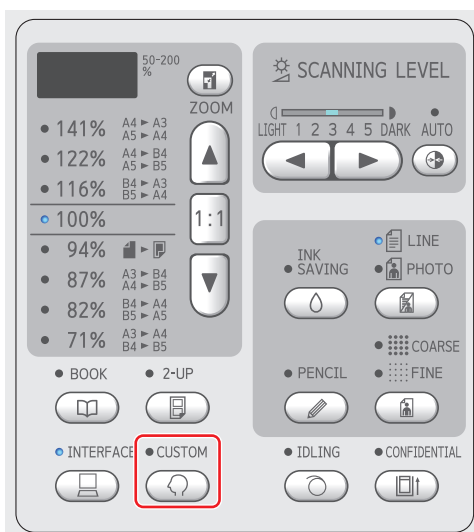 50-200
%
ZOOM
141% A4 ► A3
A5 ► A4
122% A4 ► B4
A5 ► B5
116% B4 ► A3
B5 ► A4
100%
1:1
94%
87% A3 ► B4
A4 ► B5
82% B4 ► A4
B5 ► A5
71% A3 ► A4
B4 ► B5
SCANNING LEVEL
LIGHT 1 2 3 4 5 DARK AUTO
INK
SAVING
LINE
PHOTO
PENCIL
COARSE
FINE
BOOK
2-UP
INTERFACE
CUSTOM
IDLING
CONFIDENTIAL